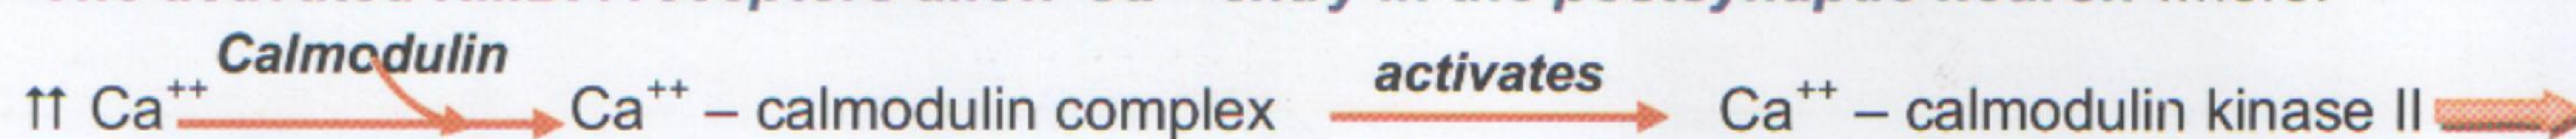 Calmodulin
activates
↑↑ Ca⁺⁺ Ca⁺⁺ – calmodulin complex Ca⁺⁺ – calmodulin kinase II